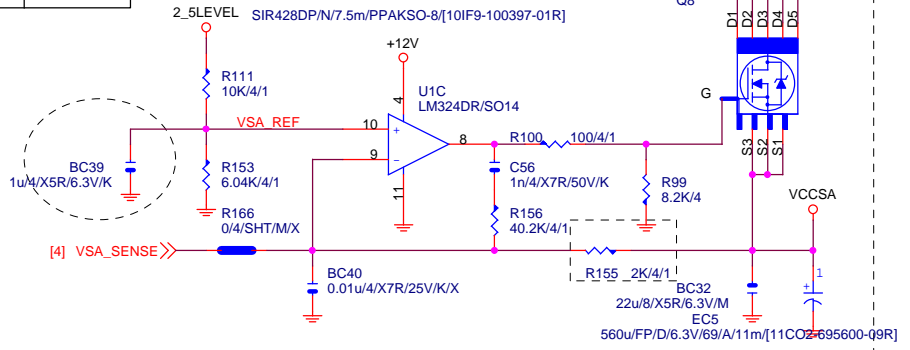 Q8
2_5LEVEL
SIR428DP/N/7.5m/PPAKSO-8/[10IF9-100397-01R]
D1
D2
D3
D4
D5
+12V
R111
10K/4/1
U1C
LM324DR/SO14
4
G
VSA_REF
10
+
8
R100
100/4/1
9
-
BC39
1u/4/X5R/6.3V/K
R153
6.04K/4/1
11
C56
1n/4/X7R/50V/K
R99
8.2K/4
S3
S2
S1
VCCSA
R166
0/4/SHT/M/X
R156
40.2K/4/1
[4] VSA_SENSE
BC40
0.01u/4/X7R/25V/K/X
R155 2K/4/1
1
+
BC32
22u/8/X5R/6.3V/M
EC5
560u/FP/D/6.3V/69/A/11m/[11CO2-695600-09R]